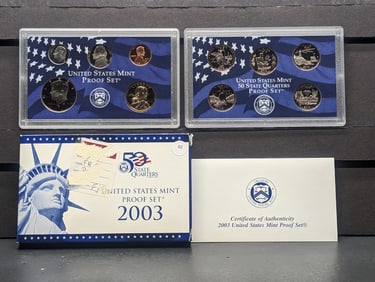 UNITED STATES MINT
PROOF SET
UNITED STATES MINT
50 STATE QUARTERS
PROOF SET
50
STATE
QUARTERS
UNITED STATES MINT
PROOF SET
2003
Certificate of Authenticity
2003 United States Mint Proof Set®